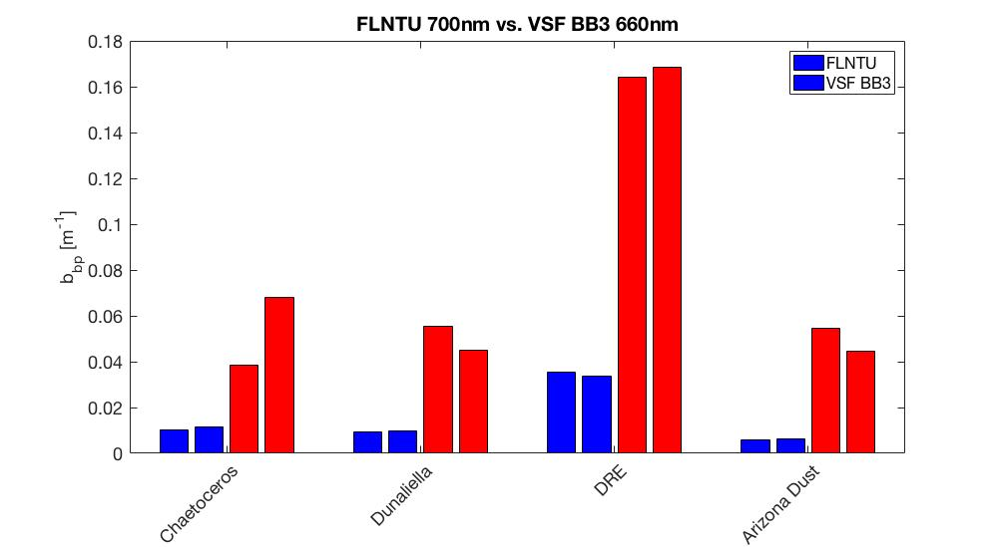 FLNTU 700nm vs. VSF BB3 660nm
FLNTU
VSF BB3
0.18
0.16
0.14
0.12
0.1
0.08
0.06
0.04
0.02
0
b_bp [m^-1]
Chaetoceros
Dunaliella
DRE
Arizona Dust